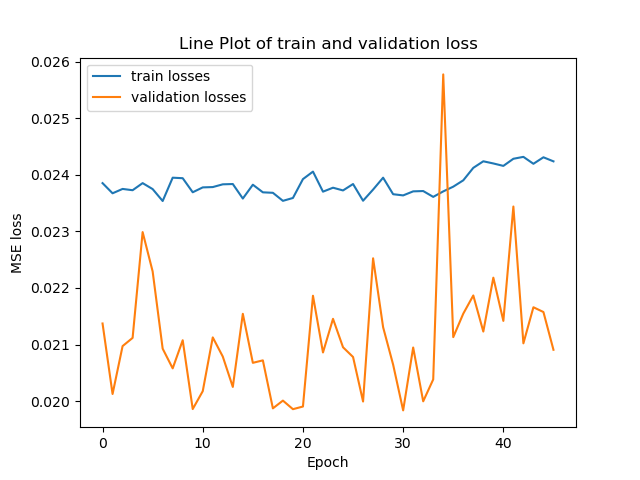 Line Plot of train and validation loss
train losses
validation losses
0.026
0.025
0.024
0.023
0.022
0.021
0.020
MSE loss
0
10
20
30
40
Epoch